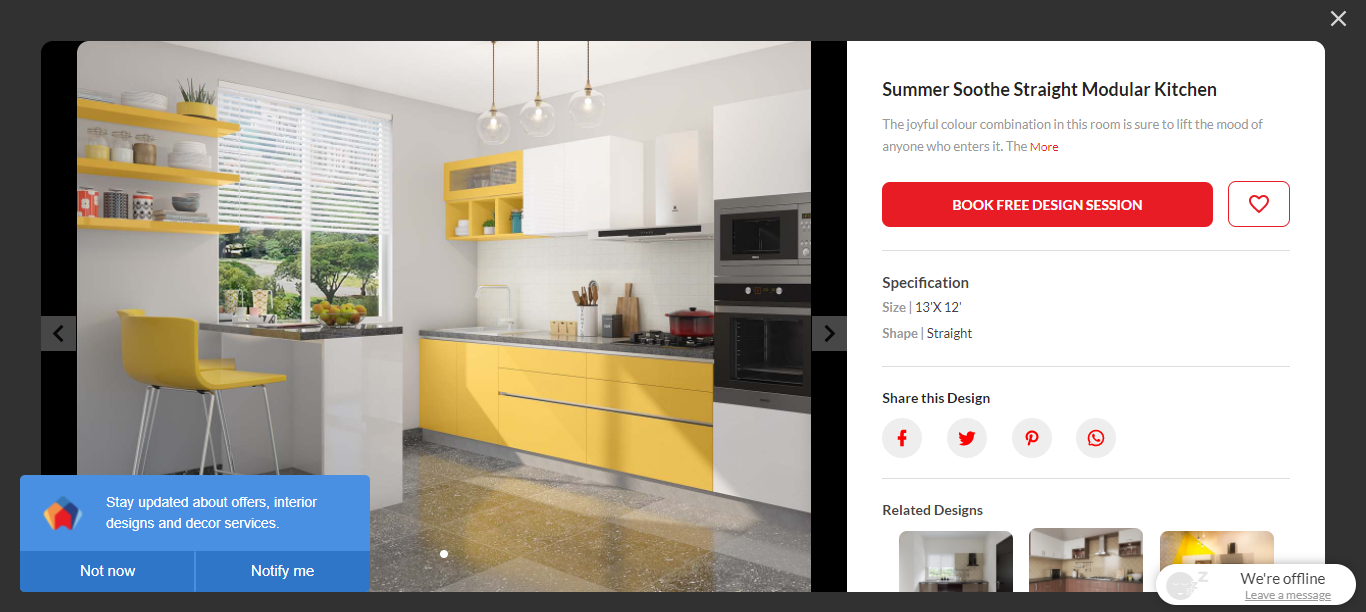 Summer Soothe Straight Modular Kitchen
The joyful colour combination in this room is sure to lift the mood of
anyone who enters it. The More
BOOK FREE DESIGN SESSION
Specification
Size | 13'X 12'
Shape | Straight
Share this Design
Related Designs
Stay updated about offers, interior
designs and decor services.
Not now
Notify me
We're offline
Leave a message